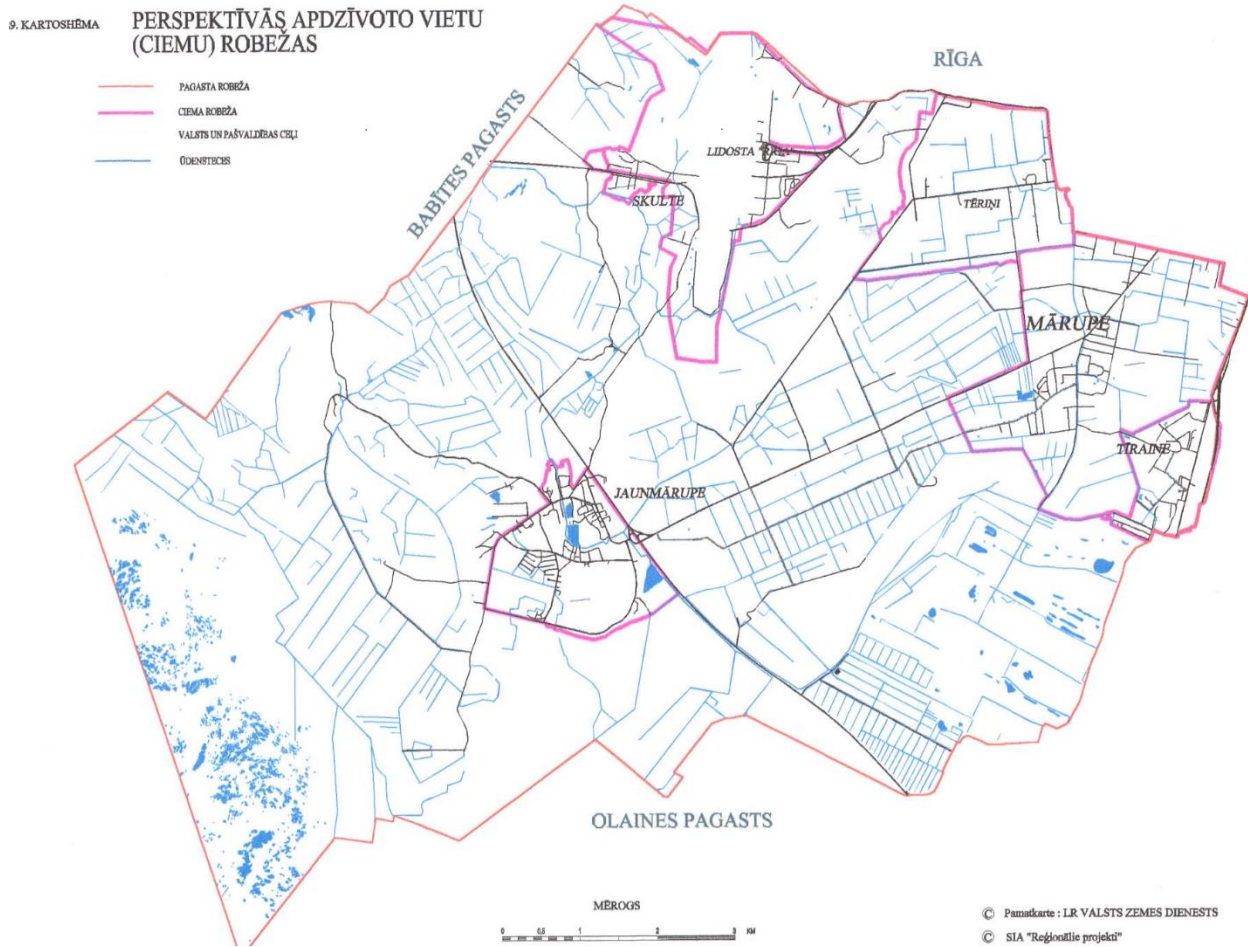 9. KARTOSHĒMA
PERSPEKTĪVĀS APDZĪVOTO VIETU
(CIEMU) ROBEŽAS
PAGASTA ROBEŽA
CIEMA ROBEŽA
VALSTS UN PAŠVALDĪBAS CEĻI
ŪDENSTECES
RĪGA
BABĪTES PAGASTS
LIDOSTA
SKULTE
TĒRIŅI
MĀRUPE
TĪRAINE
JAUNMĀRUPE
OLAINES PAGASTS
MĒROGS
0 0,5 1 2 3 KM
© Pamatkarte : LR VALSTS ZEMES DIENESTS
© SIA "Reģionālie projekti"